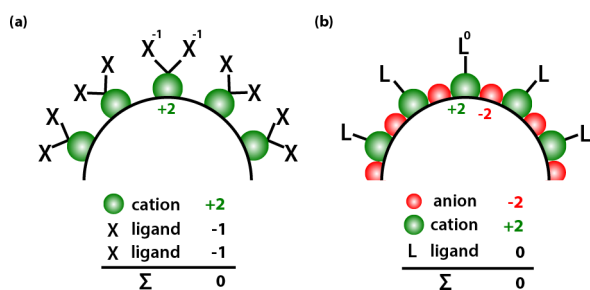 (a)
X⁻¹ X⁻¹
X X
X X
X X
X X
+2
cation +2
X ligand -1
X ligand -1
Σ 0
(b)
L⁰
L L
L L
+2 -2
anion -2
cation +2
L ligand 0
Σ 0